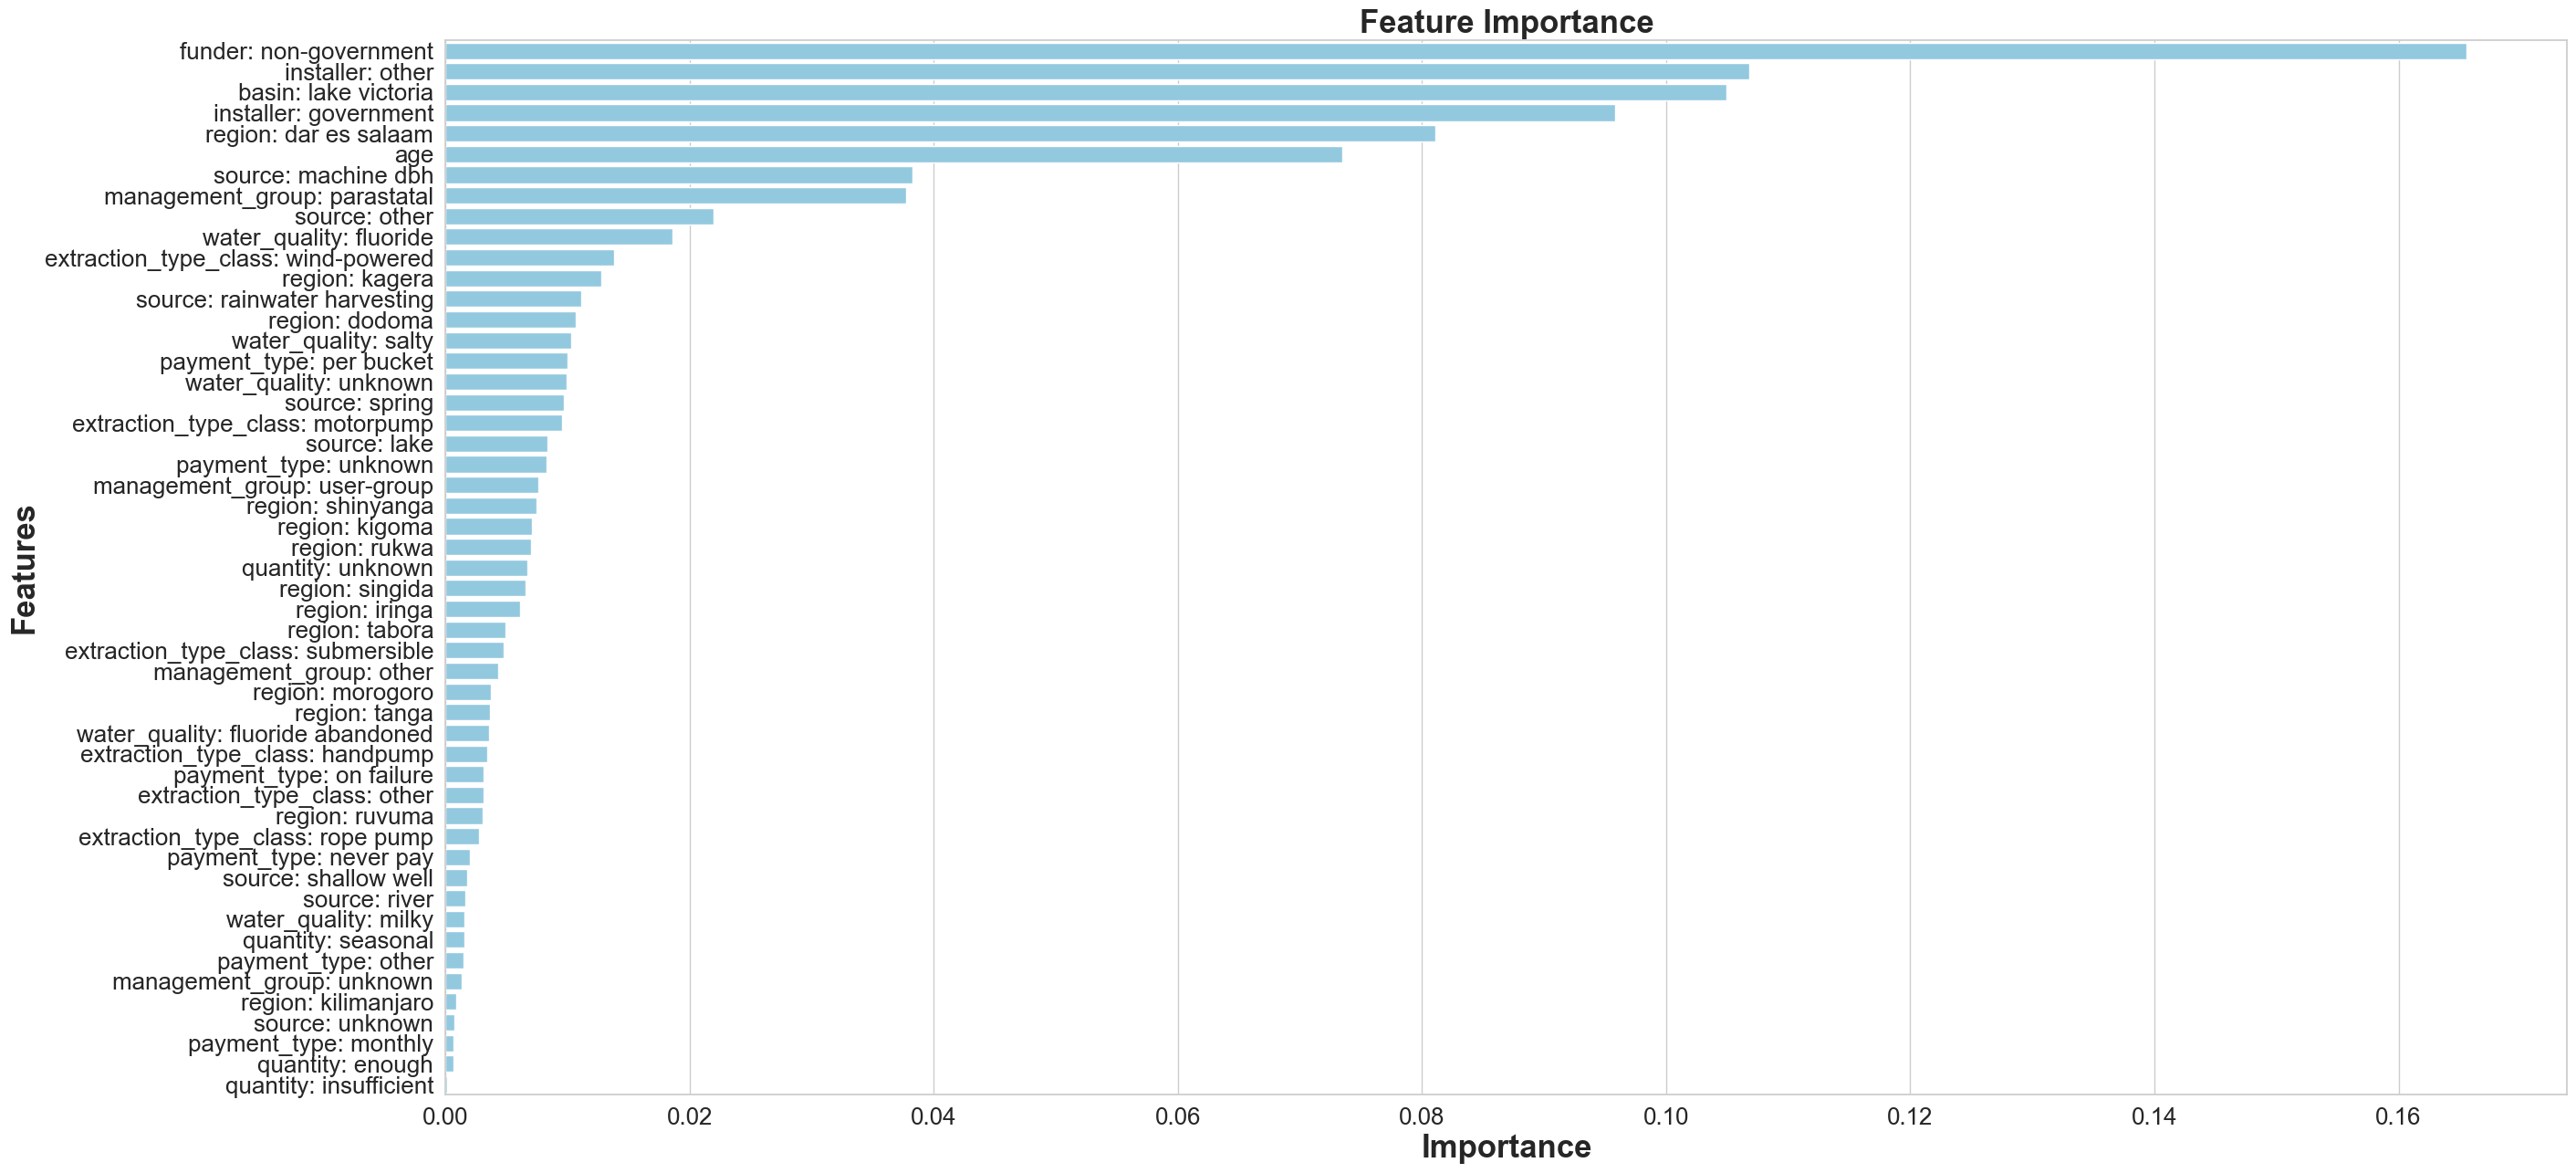 Feature Importance
funder: non-government
installer: other
basin: lake victoria
installer: government
region: dar es salaam
age
source: machine dbh
management_group: parastatal
source: other
water_quality: fluoride
extraction_type_class: wind-powered
region: kagera
source: rainwater harvesting
region: dodoma
water_quality: salty
payment_type: per bucket
water_quality: unknown
source: spring
extraction_type_class: motorpump
source: lake
payment_type: unknown
management_group: user-group
region: shinyanga
region: kigoma
region: rukwa
quantity: unknown
region: singida
region: iringa
region: tabora
extraction_type_class: submersible
management_group: other
region: morogoro
region: tanga
water_quality: fluoride abandoned
extraction_type_class: handpump
payment_type: on failure
extraction_type_class: other
region: ruvuma
extraction_type_class: rope pump
payment_type: never pay
source: shallow well
source: river
water_quality: milky
quantity: seasonal
payment_type: other
management_group: unknown
region: kilimanjaro
source: unknown
payment_type: monthly
quantity: enough
quantity: insufficient
Features
0.00 0.02 0.04 0.06 0.08 0.10 0.12 0.14 0.16
Importance